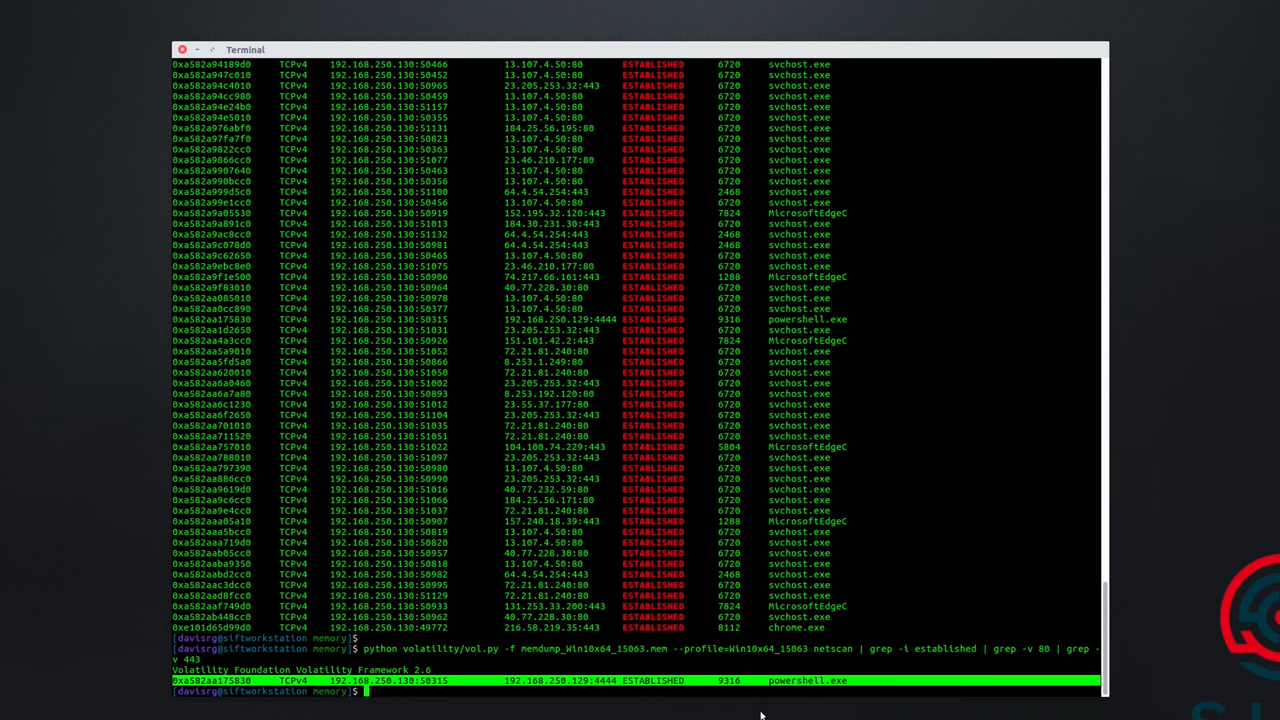 Terminal
0xa582a94189d0 TCPv4 192.168.250.130:50466 13.107.4.50:80 ESTABLISHED 6720 svchost.exe
0xa582a947c010 TCPv4 192.168.250.130:50452 13.107.4.50:80 ESTABLISHED 6720 svchost.exe
0xa582a94c4010 TCPv4 192.168.250.130:50965 23.205.253.32:443 ESTABLISHED 6720 svchost.exe
0xa582a94cc980 TCPv4 192.168.250.130:50459 13.107.4.50:80 ESTABLISHED 6720 svchost.exe
0xa582a94e24b0 TCPv4 192.168.250.130:51157 13.107.4.50:80 ESTABLISHED 6720 svchost.exe
0xa582a94e5010 TCPv4 192.168.250.130:50355 13.107.4.50:80 ESTABLISHED 6720 svchost.exe
0xa582a976abf0 TCPv4 192.168.250.130:51131 184.25.56.195:80 ESTABLISHED 6720 svchost.exe
0xa582a97fa7f0 TCPv4 192.168.250.130:50823 13.107.4.50:80 ESTABLISHED 6720 svchost.exe
0xa582a9822cc0 TCPv4 192.168.250.130:50363 13.107.4.50:80 ESTABLISHED 6720 svchost.exe
0xa582a9866cc0 TCPv4 192.168.250.130:51077 23.46.210.177:80 ESTABLISHED 6720 svchost.exe
0xa582a9907640 TCPv4 192.168.250.130:50463 13.107.4.50:80 ESTABLISHED 6720 svchost.exe
0xa582a990bcc0 TCPv4 192.168.250.130:50356 13.107.4.50:80 ESTABLISHED 6720 svchost.exe
0xa582a999d5c0 TCPv4 192.168.250.130:51100 64.4.54.254:443 ESTABLISHED 2468 svchost.exe
0xa582a99e1cc0 TCPv4 192.168.250.130:50456 13.107.4.50:80 ESTABLISHED 6720 svchost.exe
0xa582a9a05530 TCPv4 192.168.250.130:50919 152.195.32.120:443 ESTABLISHED 7824 MicrosoftEdgeC
0xa582a9a891c0 TCPv4 192.168.250.130:51013 184.30.231.30:443 ESTABLISHED 6720 svchost.exe
0xa582a9ac8cc0 TCPv4 192.168.250.130:51132 64.4.54.254:443 ESTABLISHED 2468 svchost.exe
0xa582a9c078d0 TCPv4 192.168.250.130:50981 64.4.54.254:443 ESTABLISHED 2468 svchost.exe
0xa582a9c62650 TCPv4 192.168.250.130:50465 13.107.4.50:80 ESTABLISHED 6720 svchost.exe
0xa582a9ebc8e0 TCPv4 192.168.250.130:51075 23.46.210.177:80 ESTABLISHED 6720 svchost.exe
0xa582a9f1e500 TCPv4 192.168.250.130:50906 74.217.66.161:443 ESTABLISHED 1288 MicrosoftEdgeC
0xa582a9f83010 TCPv4 192.168.250.130:50964 40.77.228.30:80 ESTABLISHED 6720 svchost.exe
0xa582aa085010 TCPv4 192.168.250.130:50978 13.107.4.50:80 ESTABLISHED 6720 svchost.exe
0xa582aa0cc890 TCPv4 192.168.250.130:50377 13.107.4.50:80 ESTABLISHED 6720 svchost.exe
0xa582aa175830 TCPv4 192.168.250.130:50315 192.168.250.129:4444 ESTABLISHED 9316 powershell.exe
0xa582aa1d2650 TCPv4 192.168.250.130:51031 23.205.253.32:443 ESTABLISHED 6720 svchost.exe
0xa582aa4a3cc0 TCPv4 192.168.250.130:50926 151.101.42.2:443 ESTABLISHED 7824 MicrosoftEdgeC
0xa582aa5a9010 TCPv4 192.168.250.130:51052 72.21.81.240:80 ESTABLISHED 6720 svchost.exe
0xa582aa5fd5a0 TCPv4 192.168.250.130:50866 8.253.1.249:80 ESTABLISHED 6720 svchost.exe
0xa582aa620010 TCPv4 192.168.250.130:51050 72.21.81.240:80 ESTABLISHED 6720 svchost.exe
0xa582aa6a0460 TCPv4 192.168.250.130:51002 23.205.253.32:443 ESTABLISHED 6720 svchost.exe
0xa582aa6a7a80 TCPv4 192.168.250.130:50893 8.253.192.120:80 ESTABLISHED 6720 svchost.exe
0xa582aa6c1230 TCPv4 192.168.250.130:51012 23.55.37.177:80 ESTABLISHED 6720 svchost.exe
0xa582aa6f2650 TCPv4 192.168.250.130:51104 23.205.253.32:443 ESTABLISHED 6720 svchost.exe
0xa582aa701010 TCPv4 192.168.250.130:51035 72.21.81.240:80 ESTABLISHED 6720 svchost.exe
0xa582aa711520 TCPv4 192.168.250.130:51051 72.21.81.240:80 ESTABLISHED 6720 svchost.exe
0xa582aa757010 TCPv4 192.168.250.130:51022 104.100.74.229:443 ESTABLISHED 5804 MicrosoftEdgeC
0xa582aa788010 TCPv4 192.168.250.130:51097 23.205.253.32:443 ESTABLISHED 6720 svchost.exe
0xa582aa797390 TCPv4 192.168.250.130:50980 13.107.4.50:80 ESTABLISHED 6720 svchost.exe
0xa582aa886cc0 TCPv4 192.168.250.130:50990 23.205.253.32:443 ESTABLISHED 6720 svchost.exe
0xa582aa9619d0 TCPv4 192.168.250.130:51016 40.77.232.59:80 ESTABLISHED 6720 svchost.exe
0xa582aa9c6cc0 TCPv4 192.168.250.130:51066 184.25.56.171:80 ESTABLISHED 6720 svchost.exe
0xa582aa9e4cc0 TCPv4 192.168.250.130:51037 72.21.81.240:80 ESTABLISHED 6720 svchost.exe
0xa582aaa05a10 TCPv4 192.168.250.130:50907 157.240.18.39:443 ESTABLISHED 1288 MicrosoftEdgeC
0xa582aaa5bcc0 TCPv4 192.168.250.130:50819 13.107.4.50:80 ESTABLISHED 6720 svchost.exe
0xa582aaa719d0 TCPv4 192.168.250.130:50820 13.107.4.50:80 ESTABLISHED 6720 svchost.exe
0xa582aab05cc0 TCPv4 192.168.250.130:50957 40.77.228.30:80 ESTABLISHED 6720 svchost.exe
0xa582aaba9350 TCPv4 192.168.250.130:50818 13.107.4.50:80 ESTABLISHED 6720 svchost.exe
0xa582aabd2cc0 TCPv4 192.168.250.130:50982 64.4.54.254:443 ESTABLISHED 2468 svchost.exe
0xa582aac3dcc0 TCPv4 192.168.250.130:50995 72.21.81.240:80 ESTABLISHED 6720 svchost.exe
0xa582aad8fcc0 TCPv4 192.168.250.130:51129 72.21.81.240:80 ESTABLISHED 6720 svchost.exe
0xa582aaf749d0 TCPv4 192.168.250.130:50933 131.253.33.200:443 ESTABLISHED 7824 MicrosoftEdgeC
0xa582ab448cc0 TCPv4 192.168.250.130:50962 40.77.228.30:80 ESTABLISHED 6720 svchost.exe
0xe101d65d99d0 TCPv4 192.168.250.130:49772 216.58.219.35:443 ESTABLISHED 8112 chrome.exe
[davisrg@siftworkstation memory]$
[davisrg@siftworkstation memory]$ python volatility/vol.py -f memdump_Win10x64_15063.mem --profile=Win10x64_15063 netscan | grep -i established | grep -v 80 | grep -
v 443
Volatility Foundation Volatility Framework 2.6
0xa582aa175830 TCPv4 192.168.250.130:50315 192.168.250.129:4444 ESTABLISHED 9316 powershell.exe
[davisrg@siftworkstation memory]$